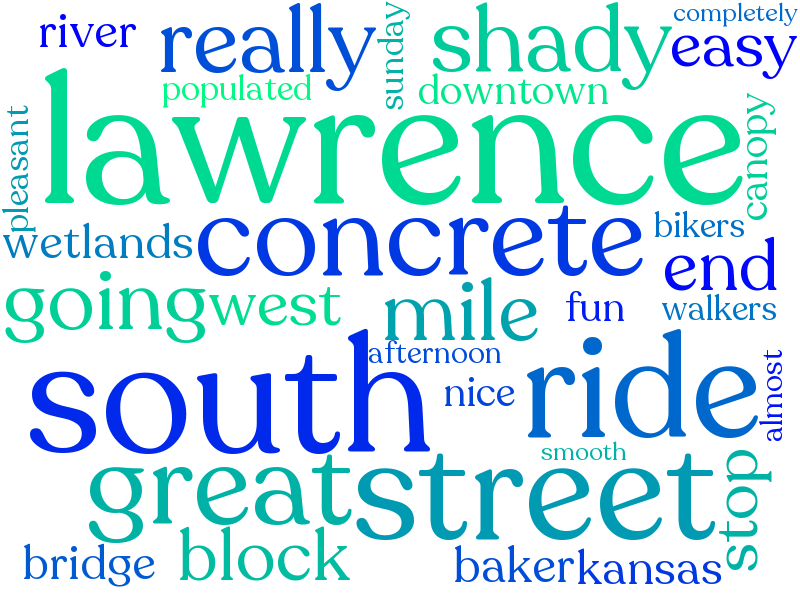 completely
river
really
sunday
shady
easy
populated
downtown
lawrence
pleasant
canopy
wetlands
concrete
bikers
end
going
west
mile
fun
walkers
afternoon
south
nice
ride
almost
smooth
great
street
stop
block
bridge
baker
kansas